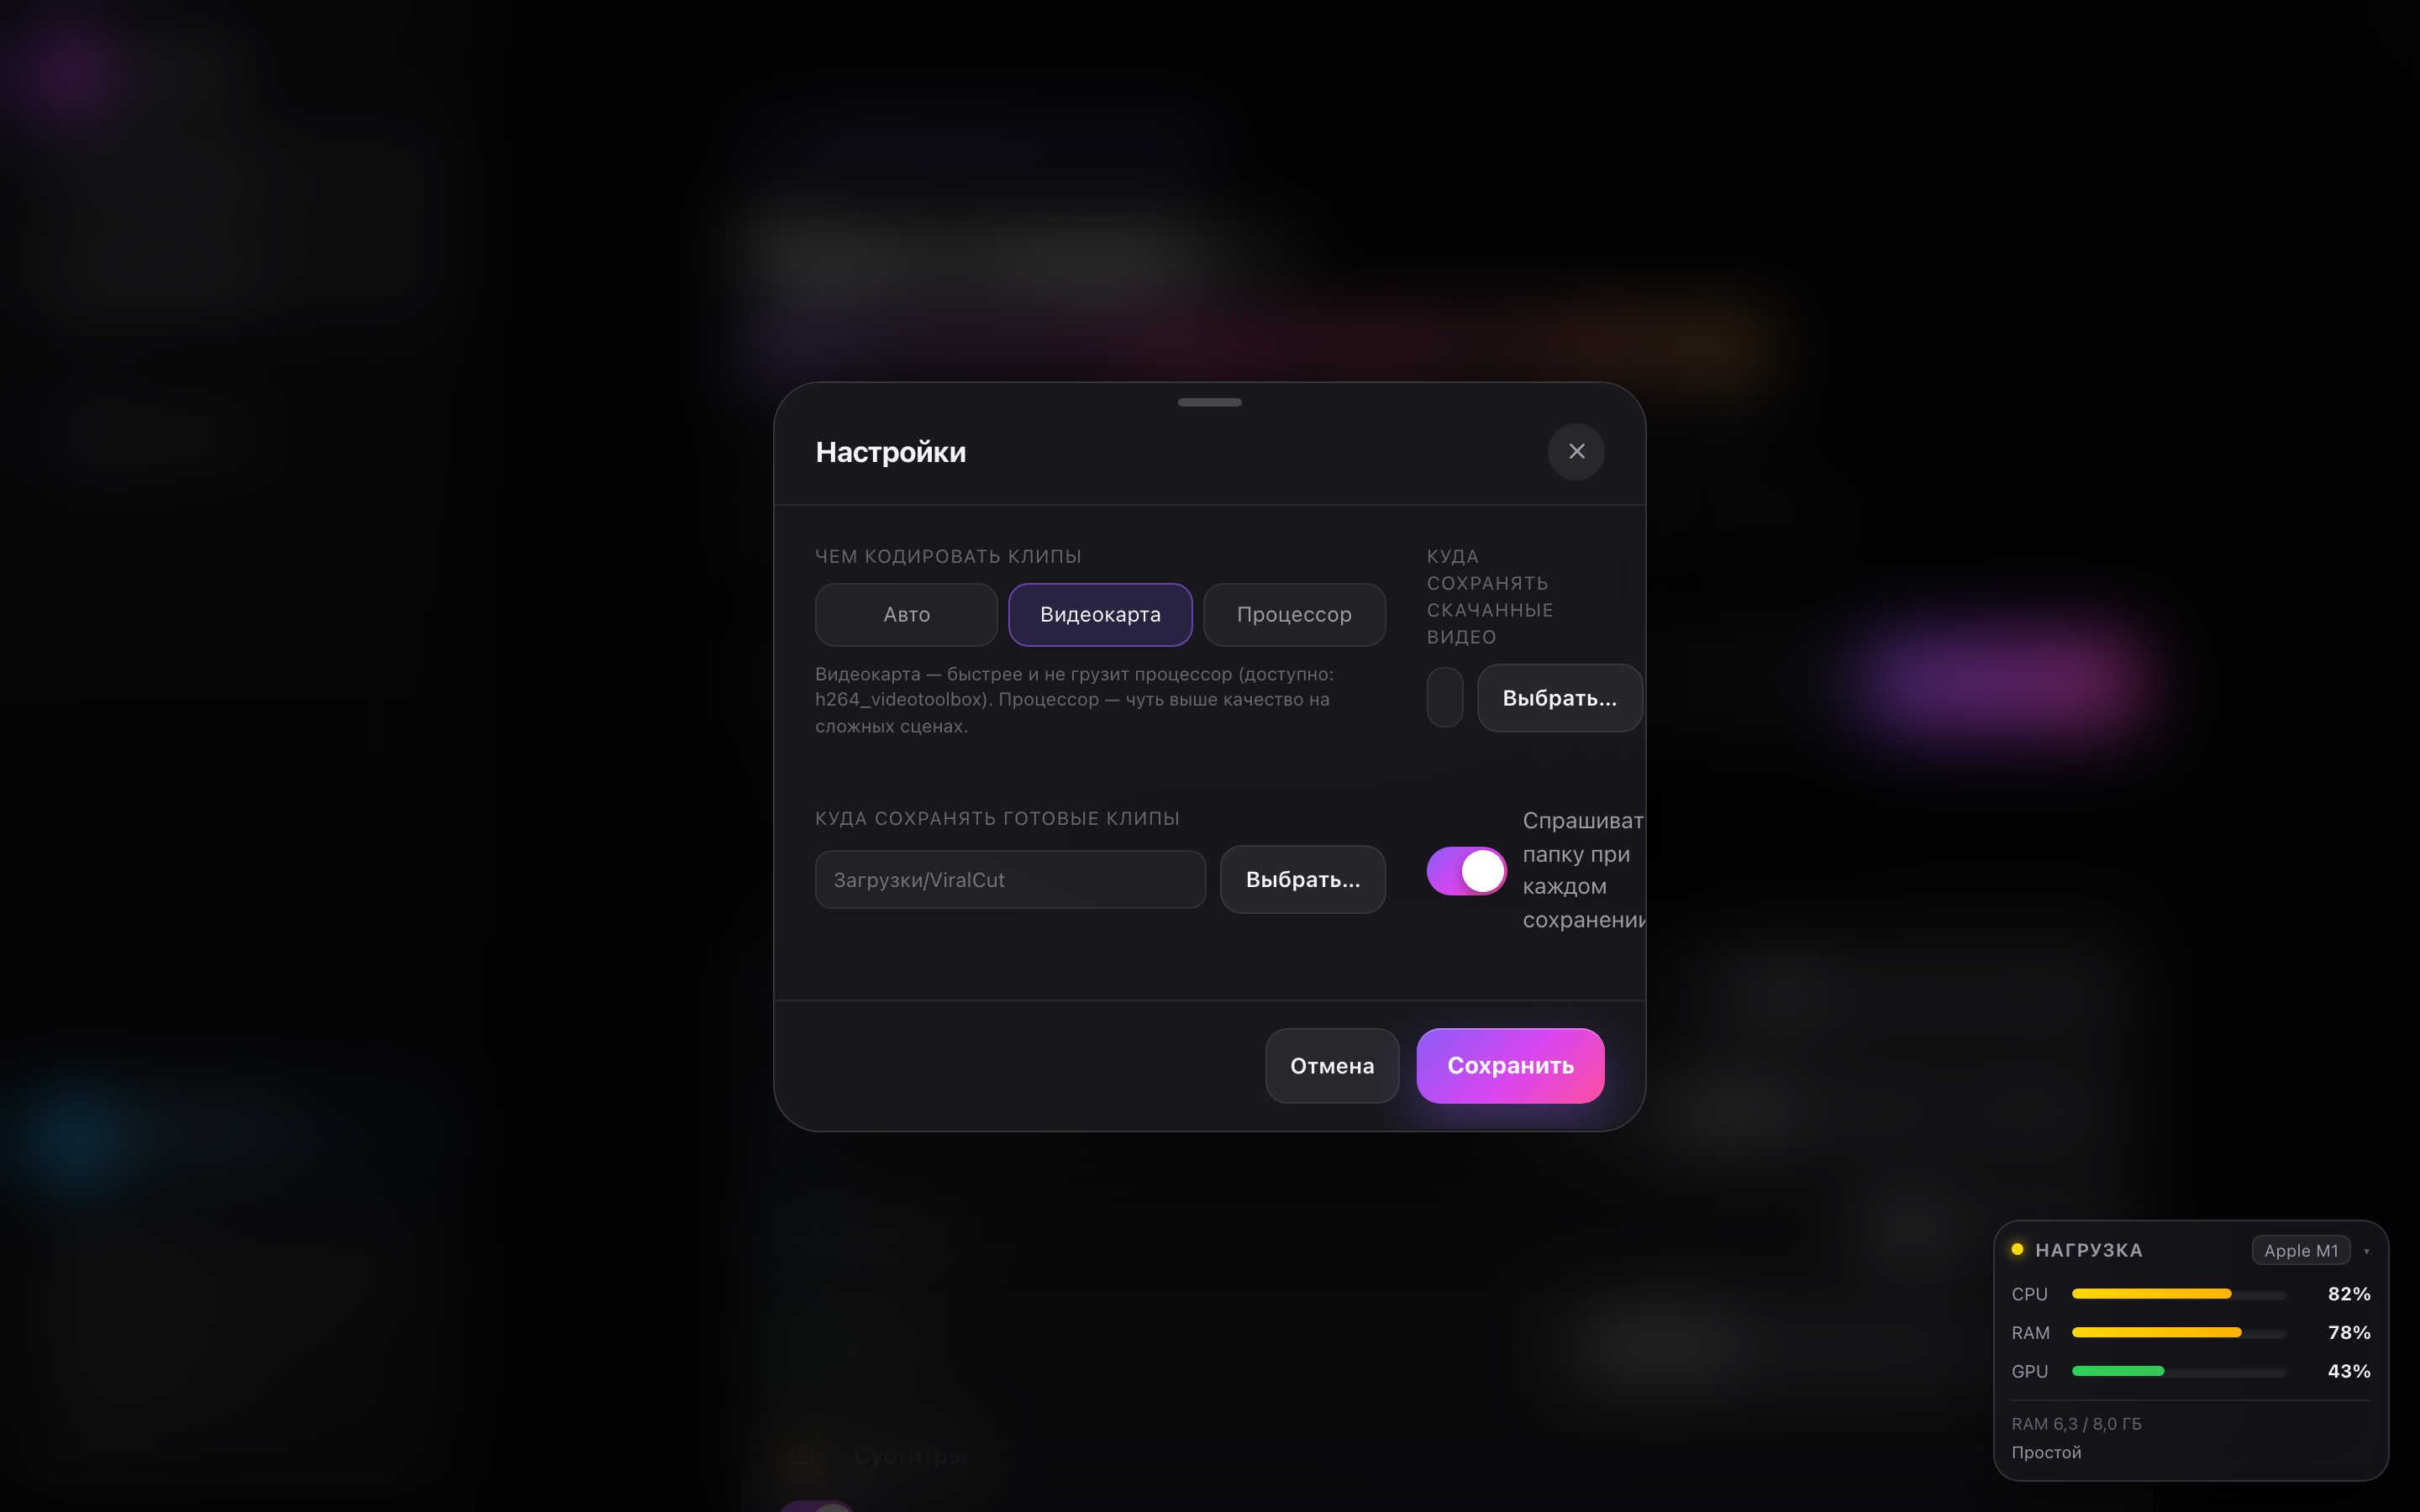 Настройки
ЧЕМ КОДИРОВАТЬ КЛИПЫ
Авто
Видеокарта
Процессор
Видеокарта — быстрее и не грузит процессор (доступно:
h264_videotoolbox). Процессор — чуть выше качество на
сложных сценах.
КУДА
СОХРАНЯТЬ
СКАЧАННЫЕ
ВИДЕО
Выбрать...
КУДА СОХРАНЯТЬ ГОТОВЫЕ КЛИПЫ
Загрузки/ViralCut
Выбрать...
Спрашиват
папку при
каждом
сохранении
Отмена
Сохранить
Субтитры
НАГРУЗКА
Apple M1
CPU
82%
RAM
78%
GPU
43%
RAM 6,3 / 8,0 ГБ
Простой